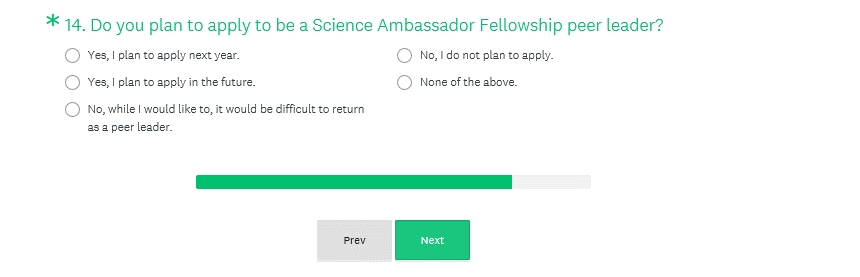 * 14. Do you plan to apply to be a Science Ambassador Fellowship peer leader?
Yes, I plan to apply next year.
Yes, I plan to apply in the future.
No, while I would like to, it would be difficult to return
as a peer leader.
No, I do not plan to apply.
None of the above.
Prev
Next